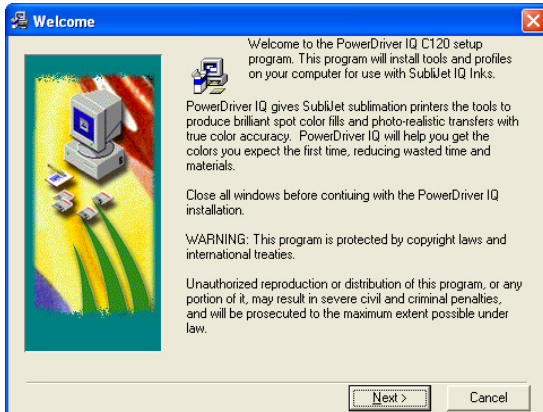 Welcome
Welcome to the PowerDriver IQ C120 setup
program. This program will install tools and profiles
on your computer for use with SubliJet IQ Inks.
PowerDriver IQ gives SubliJet sublimation printers the tools to
produce brilliant spot color fills and photo-realistic transfers with
true color accuracy. PowerDriver IQ will help you get the
colors you expect the first time, reducing wasted time and
materials.
Close all windows before contiuing with the PowerDriver IQ
installation.
WARNING: This program is protected by copyright laws and
international treaties.
Unauthorized reproduction or distribution of this program, or any
portion of it, may result in severe civil and criminal penalties,
and will be prosecuted to the maximum extent possible under
law.
Next >
Cancel